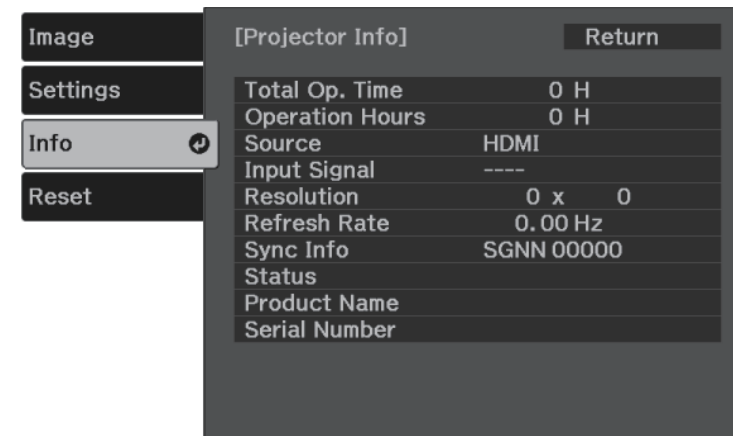 Image
Settings
Info
Reset
[Projector Info] Return
Total Op. Time 0 H
Operation Hours 0 H
Source HDMI
Input Signal ----
Resolution 0 x 0
Refresh Rate 0.00 Hz
Sync Info SGNN 00000
Status
Product Name
Serial Number